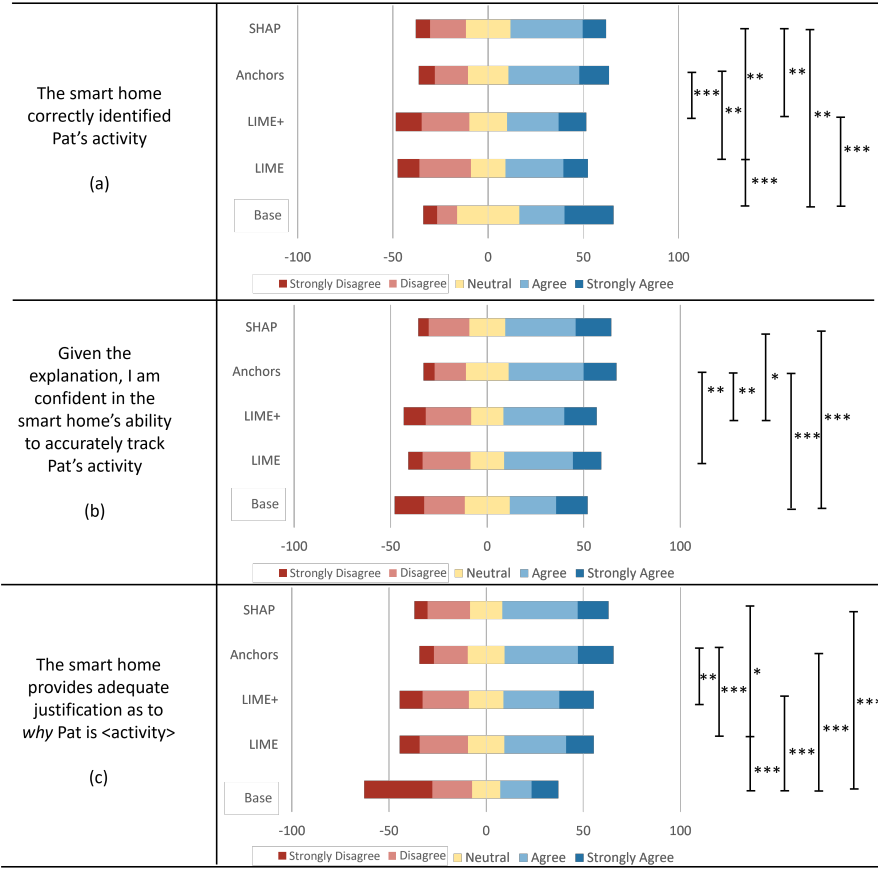 The smart home
correctly identified
Pat's activity
(a)
SHAP
Anchors
LIME+
LIME
Base
-100 -50 0 50 100
Strongly Disagree Disagree Neutral Agree Strongly Agree
***
**
**
***
**
**
***
Given the
explanation, I am
confident in the
smart home's ability
to accurately track
Pat's activity
(b)
SHAP
Anchors
LIME+
LIME
Base
-100 -50 0 50 100
Strongly Disagree Disagree Neutral Agree Strongly Agree
**
**
*
***
***
The smart home
provides adequate
justification as to
why Pat is <activity>
(c)
SHAP
Anchors
LIME+
LIME
Base
-100 -50 0 50 100
Strongly Disagree Disagree Neutral Agree Strongly Agree
**
***
*
***
***
***
***